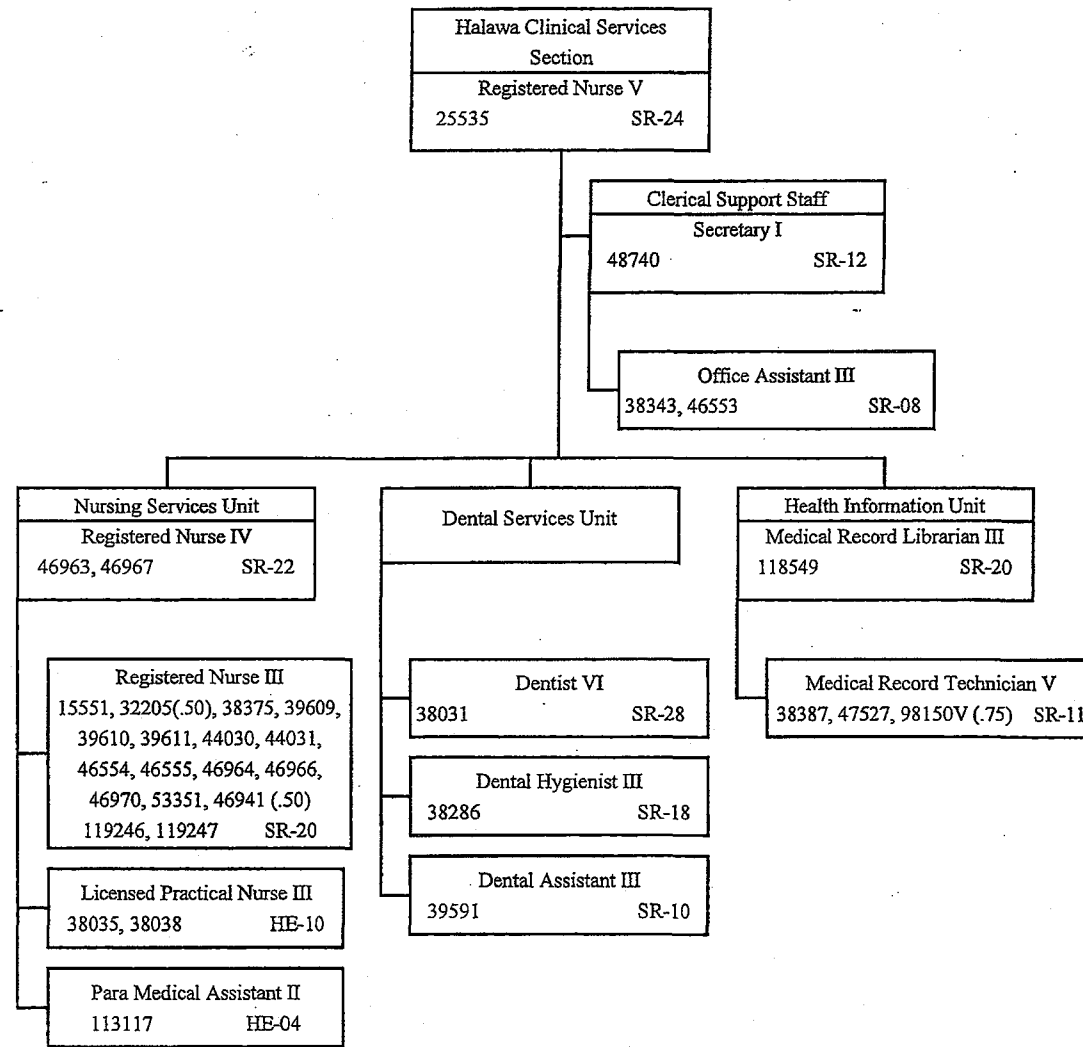 Halawa Clinical Services
Section
Registered Nurse V
25535 SR-24
Clerical Support Staff
Secretary I
48740 SR-12
Office Assistant III
38343, 46553 SR-08
Nursing Services Unit
Registered Nurse IV
46963, 46967 SR-22
Registered Nurse III
15551, 32205(.50), 38375, 39609,
39610, 39611, 44030, 44031,
46554, 46555, 46964, 46966,
46970, 53351, 46941 (.50)
119246, 119247 SR-20
Licensed Practical Nurse III
38035, 38038 HE-10
Para Medical Assistant II
113117 HE-04
Dental Services Unit
Dentist VI
38031 SR-28
Dental Hygienist III
38286 SR-18
Dental Assistant III
39591 SR-10
Health Information Unit
Medical Record Librarian III
118549 SR-20
Medical Record Technician V
38387, 47527, 98150V (.75) SR-11